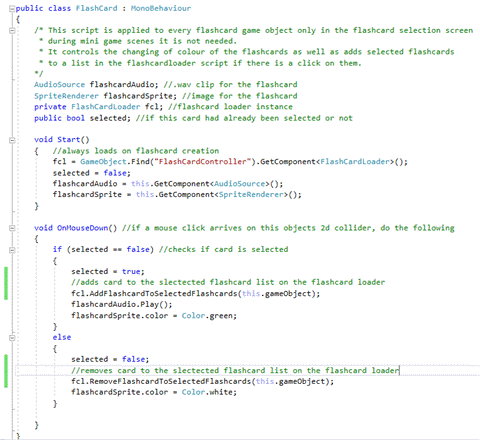 public class FlashCard : MonoBehaviour
{
/* This script is applied to every flashcard game object only in the flashcard selection screen
* during mini game scenes it is not needed.
* It controls the changing of colour of the flashcards as well as adds selected flashcards
* to a list in the flashcardloader script if there is a click on them.
*/
AudioSource flashcardAudio; //.wav clip for the flashcard
SpriteRenderer flashcardSprite; //image for the flashcard
private FlashCardLoader fcl; //flashcard loader instance
public bool selected; //if this card had already been selected or not
void Start()
{ //always loads on flashcard creation
fcl = GameObject.Find("FlashCardController").GetComponent<FlashCardLoader>();
selected = false;
flashcardAudio = this.GetComponent<AudioSource>();
flashcardSprite = this.GetComponent<SpriteRenderer>();
}
void OnMouseDown() //if a mouse click arrives on this objects 2d collider, do the following
{
if (selected == false) //checks if card is selected
{
selected = true;
//adds card to the slectected flashcard list on the flashcard loader
fcl.AddFlashcardToSelectedFlashcards(this.gameObject);
flashcardAudio.Play();
flashcardSprite.color = Color.green;
}
else
{
selected = false;
//removes card to the slectected flashcard list on the flashcard loader
fcl.RemoveFlashcardToSelectedFlashcards(this.gameObject);
flashcardSprite.color = Color.white;
}
}
}